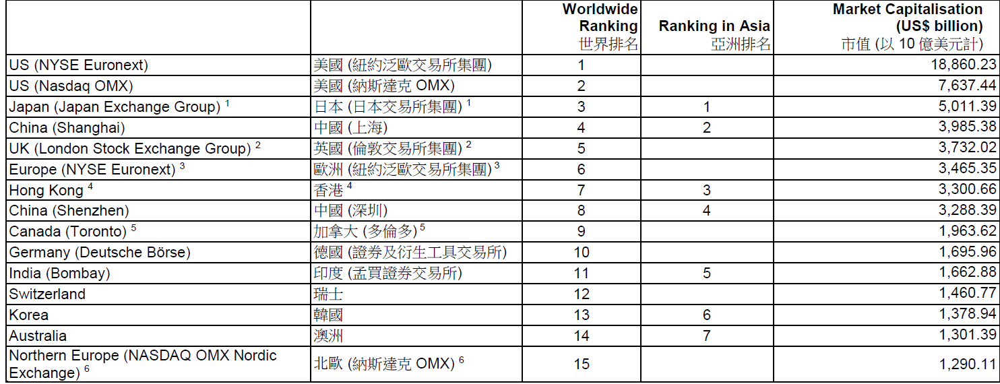 Worldwide Ranking 世界排名 Ranking in Asia 亞洲排名 Market Capitalisation (US$ billion) 市值 (以 10 億美元計)
US (NYSE Euronext) 美國 (紐約泛歐交易所集團) 1 18,860.23
US (Nasdaq OMX) 美國 (納斯達克 OMX) 2 7,637.44
Japan (Japan Exchange Group) 1 日本 (日本交易所集團) 1 3 1 5,011.39
China (Shanghai) 中國 (上海) 4 2 3,985.38
UK (London Stock Exchange Group) 2 英國 (倫敦交易所集團) 2 5 3,732.02
Europe (NYSE Euronext) 3 歐洲 (紐約泛歐交易所集團) 3 6 3,465.35
Hong Kong 4 香港 4 7 3 3,300.66
China (Shenzhen) 中國 (深圳) 8 4 3,288.39
Canada (Toronto) 5 加拿大 (多倫多) 5 9 1,963.62
Germany (Deutsche Börse) 德國 (證券及衍生工具交易所) 10 1,695.96
India (Bombay) 印度 (孟買證券交易所) 11 5 1,662.88
Switzerland 瑞士 12 1,460.77
Korea 韓國 13 6 1,378.94
Australia 澳洲 14 7 1,301.39
Northern Europe (NASDAQ OMX Nordic Exchange) 6 北歐 (納斯達克 OMX) 6 15 1,290.11